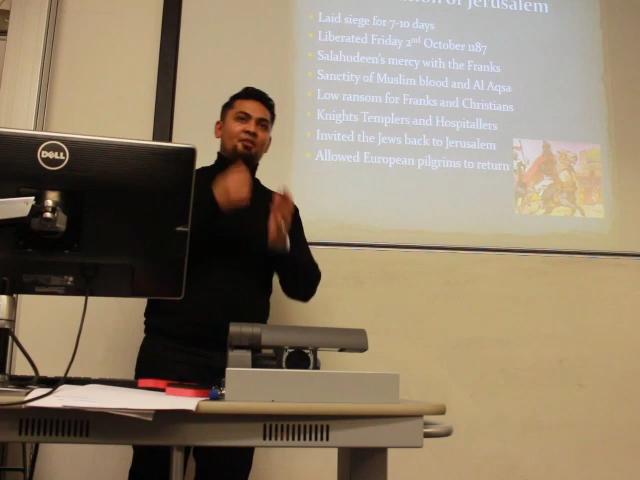 of Jerusalem
Laid siege for 7-10 days
Liberated Friday 2nd October 1187
Salahudeen's mercy with the Franks
Sanctity of Muslim blood and Al Aqsa
Low ransom for Franks and Christians
Knights Templers and Hospitallers
Invited the Jews back to Jerusalem
Allowed European pilgrims to return
DELL